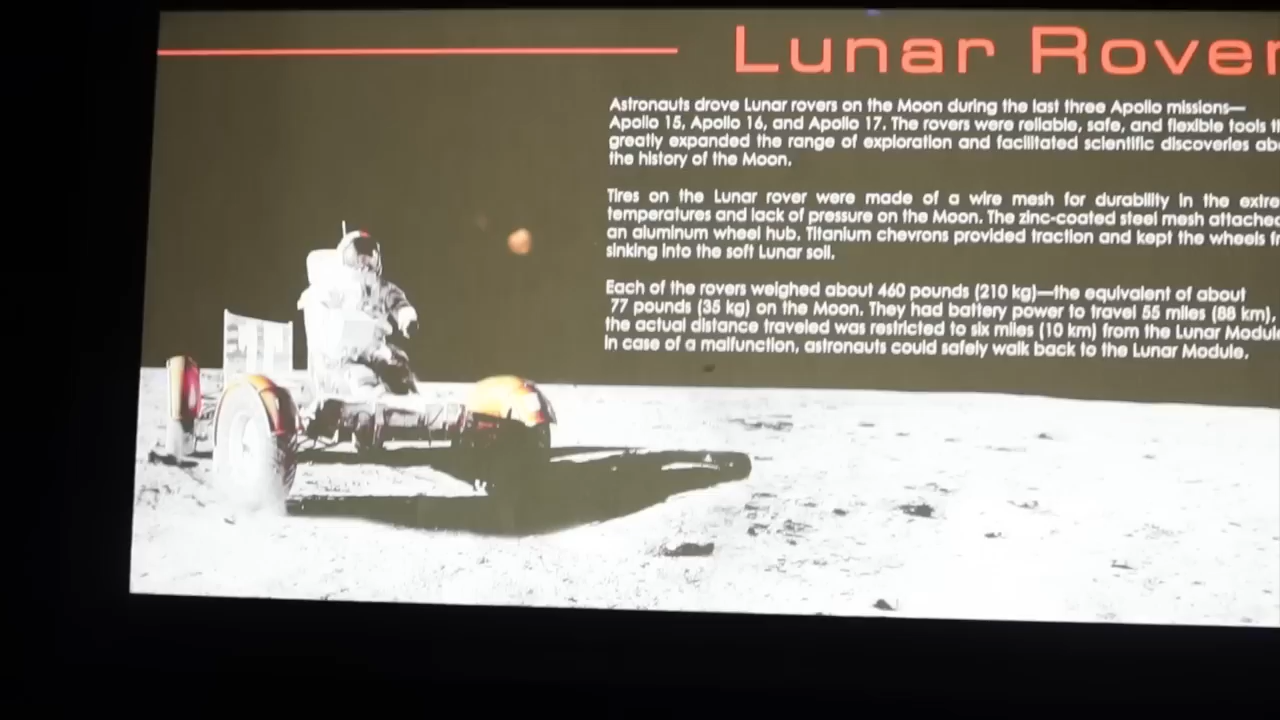 Lunar Rover
Astronauts drove Lunar rovers on the Moon during the last three Apollo missions—
Apollo 15, Apollo 16, and Apollo 17. The rovers were reliable, safe, and flexible tools
greatly expanded the range of exploration and facilitated scientific discoveries
the history of the Moon.
Tires on the Lunar rover were made of a wire mesh for durability in the
temperatures and lack of pressure on the Moon. The zinc-coated steel mesh attached
an aluminum wheel hub. Titanium chevrons provided traction and kept the wheels
sinking into the soft Lunar soil.
Each of the rovers weighed about 460 pounds (210 kg)—the equivalent of about
77 pounds (35 kg) on the Moon. They had battery power to travel 55 miles (88 km),
the actual distance traveled was restricted to six miles (10 km) from the Lunar Module
in case of a malfunction, astronauts could safely walk back to the Lunar Module.